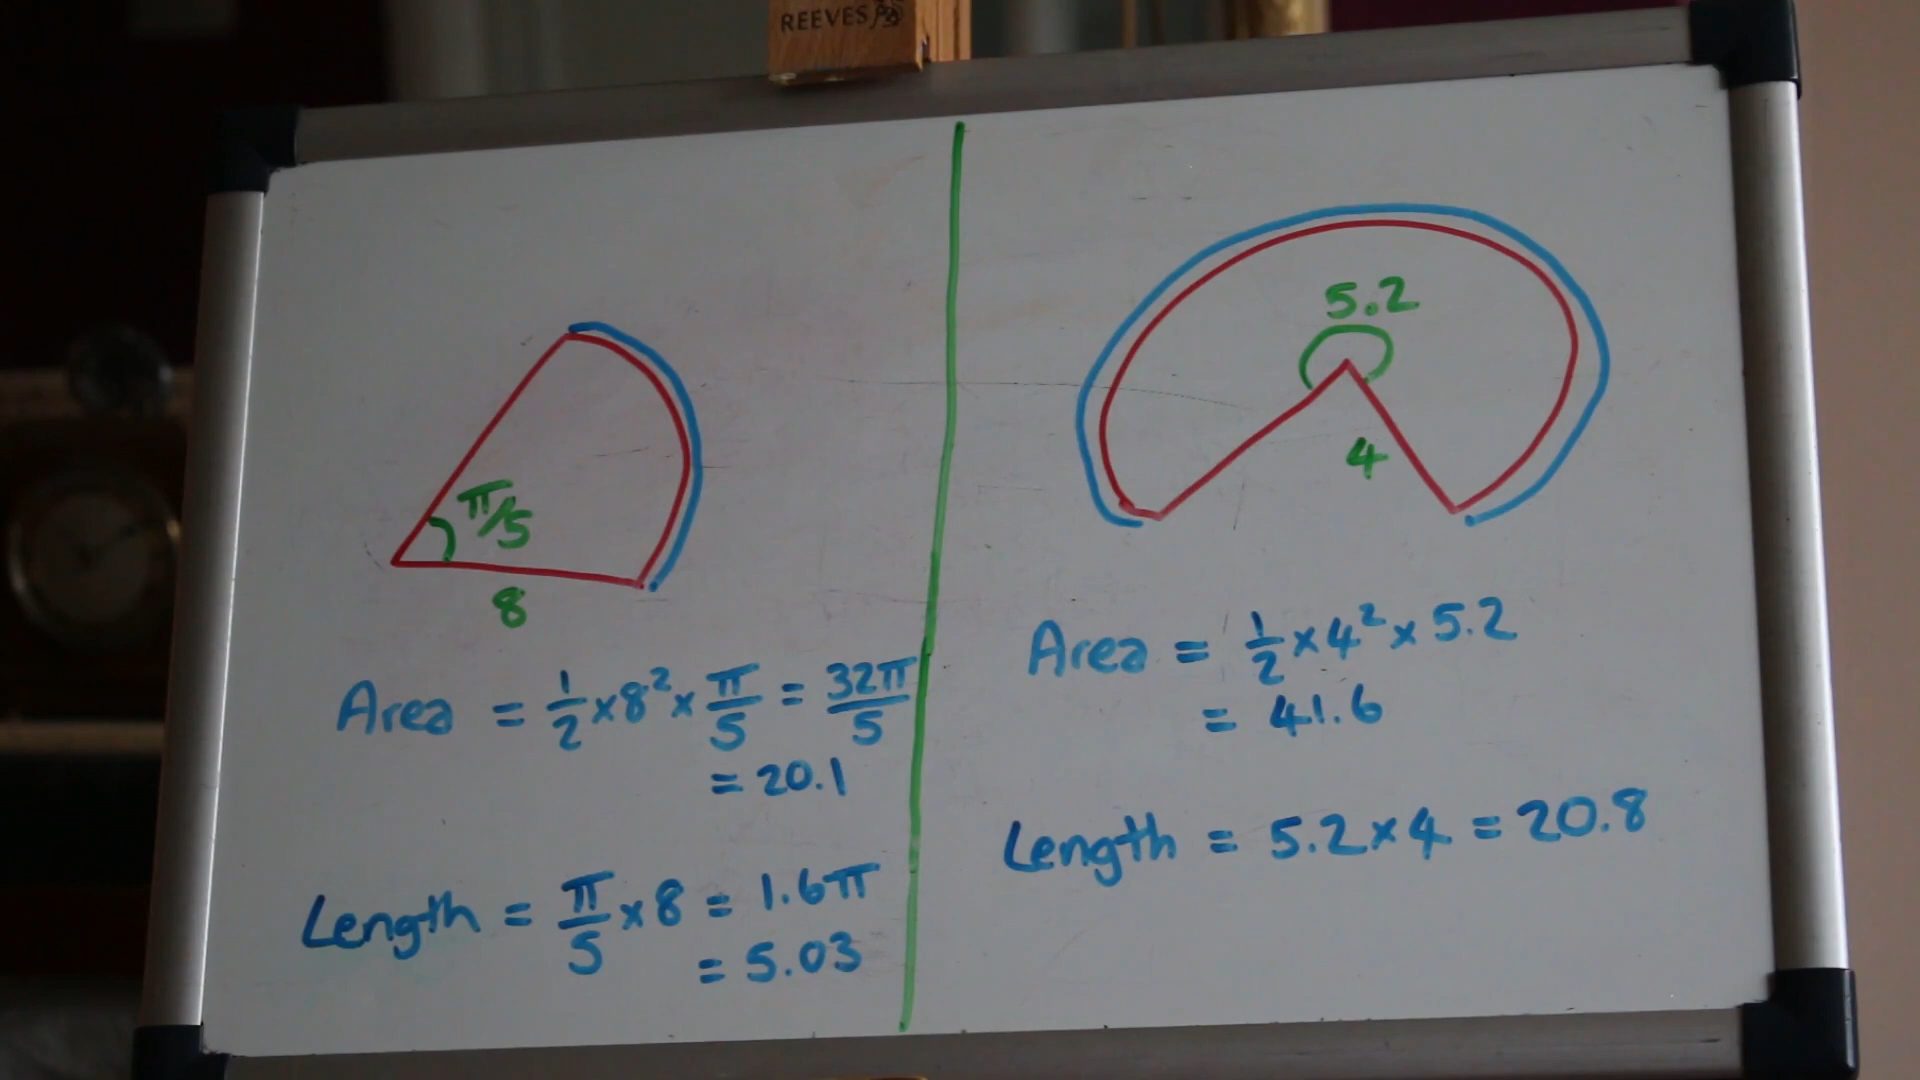 REEVES
π/5
8
Area = 1/2 × 8² × π/5 = 32π/5
= 20.1
Length = π/5 × 8 = 1.6π
= 5.03
5.2
4
Area = 1/2 × 4² × 5.2
= 41.6
Length = 5.2 × 4 = 20.8